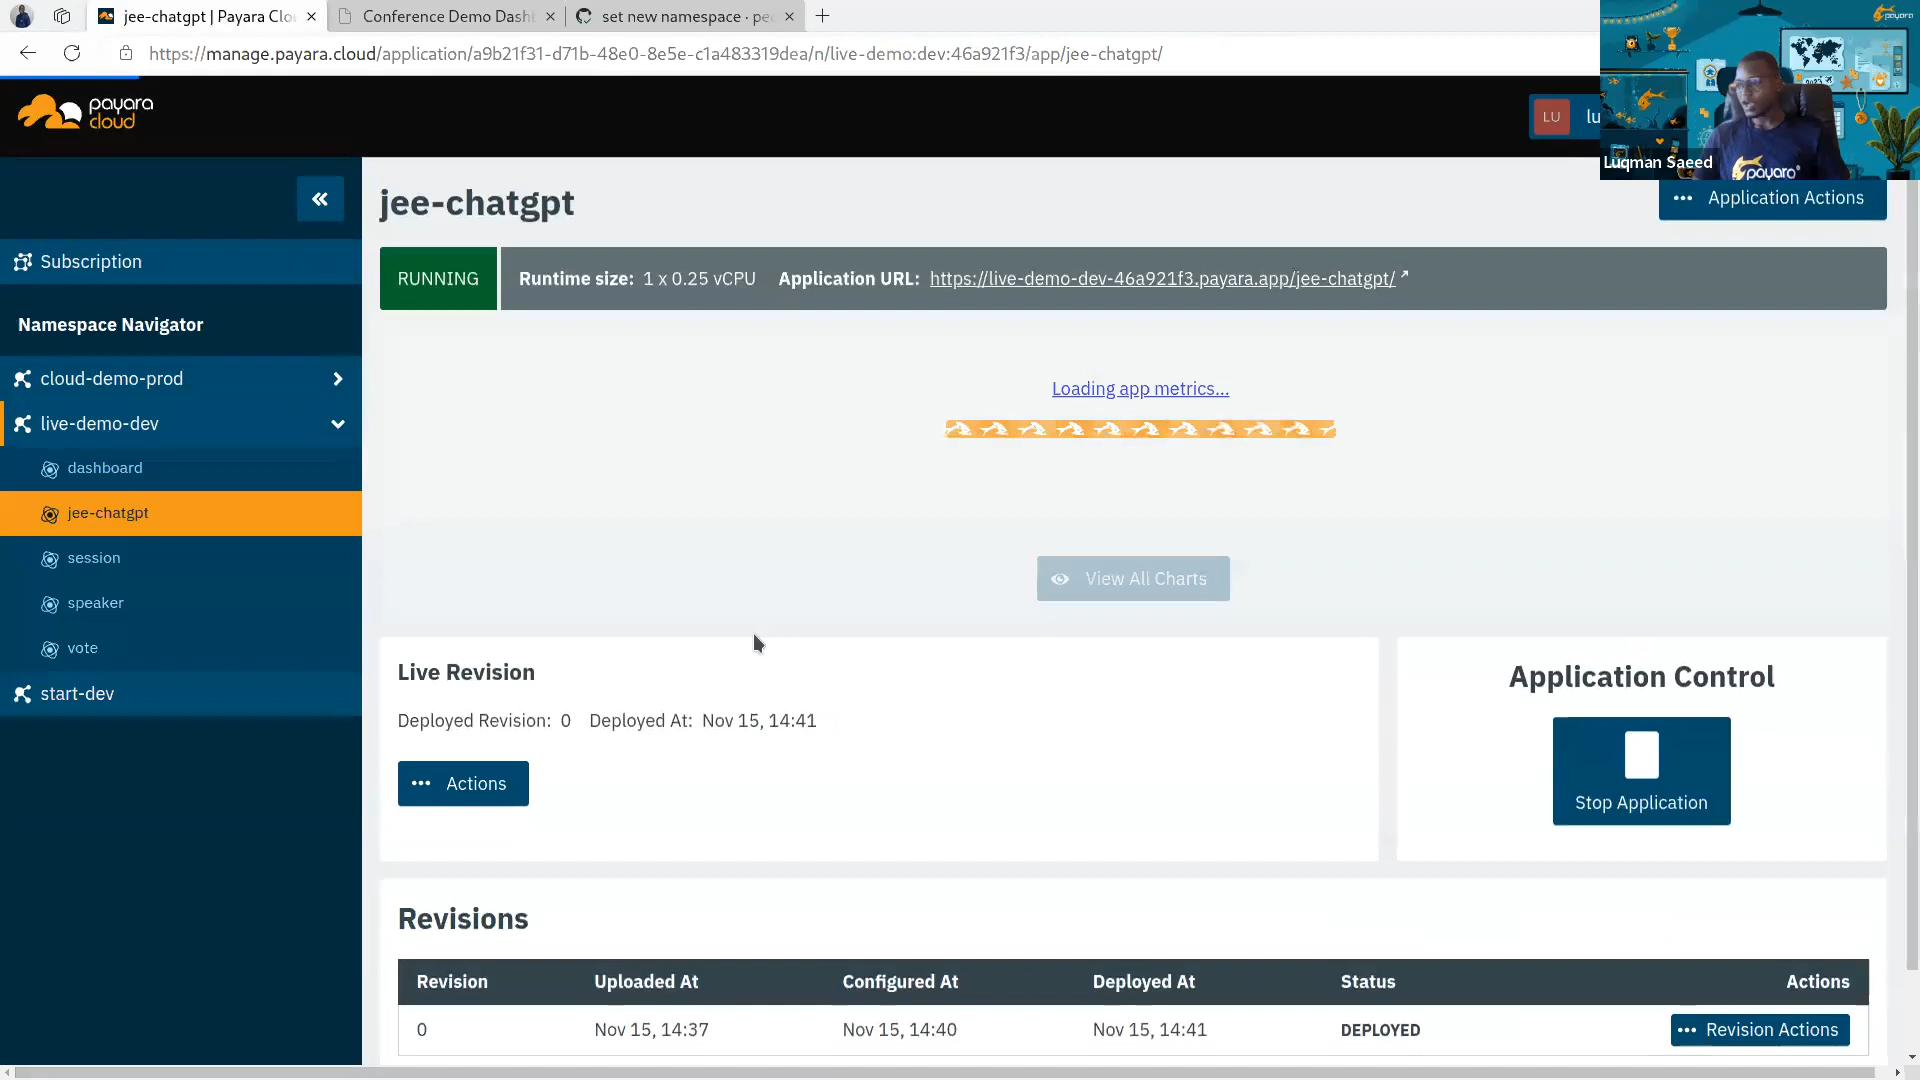 jee-chatgpt | Payara Clo
Conference Demo Dash
set new namespace · pe
https://manage.payara.cloud/application/a9b21f31-d71b-48e0-8e5e-c1a483319dea/n/live-demo:dev:46a921f3/app/jee-chatgpt/
payara
cloud
LU lu
payara
Luqman Saeed
payara
Subscription
Namespace Navigator
cloud-demo-prod
live-demo-dev
dashboard
jee-chatgpt
session
speaker
vote
start-dev
jee-chatgpt
Application Actions
RUNNING Runtime size: 1 x 0.25 vCPU Application URL: https://live-demo-dev-46a921f3.payara.app/jee-chatgpt/
Loading app metrics...
View All Charts
Live Revision
Deployed Revision: 0 Deployed At: Nov 15, 14:41
Actions
Application Control
Stop Application
Revisions
Revision Uploaded At Configured At Deployed At Status Actions
0 Nov 15, 14:37 Nov 15, 14:40 Nov 15, 14:41 DEPLOYED Revision Actions